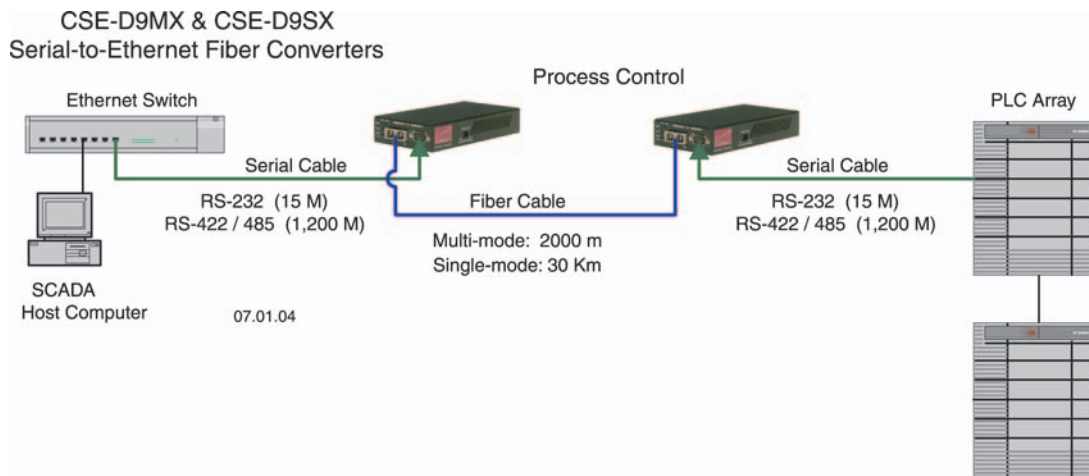 CSE-D9MX & CSE-D9SX
Serial-to-Ethernet Fiber Converters
Process Control
Ethernet Switch
PLC Array
Serial Cable
RS-232 (15 M)
RS-422 / 485 (1,200 M)
Fiber Cable
Multi-mode: 2000 m
Single-mode: 30 Km
Serial Cable
RS-232 (15 M)
RS-422 / 485 (1,200 M)
SCADA
Host Computer
07.01.04